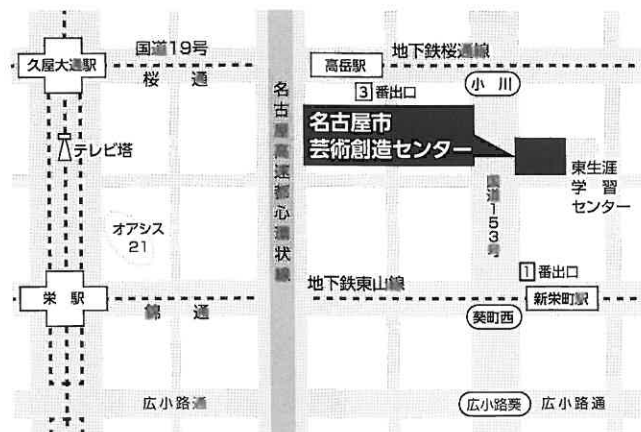 国道19号
久屋大通駅
桜通
高岳駅
地下鉄桜通線
3 番出口
小川
名古屋高速都心環状線
名古屋市
芸術創造センター
テレビ塔
東生涯
学習
センター
国道153号
オアシス
21
1 番出口
地下鉄東山線
栄駅
錦通
新栄町駅
葵町西
広小路通
広小路葵
広小路通